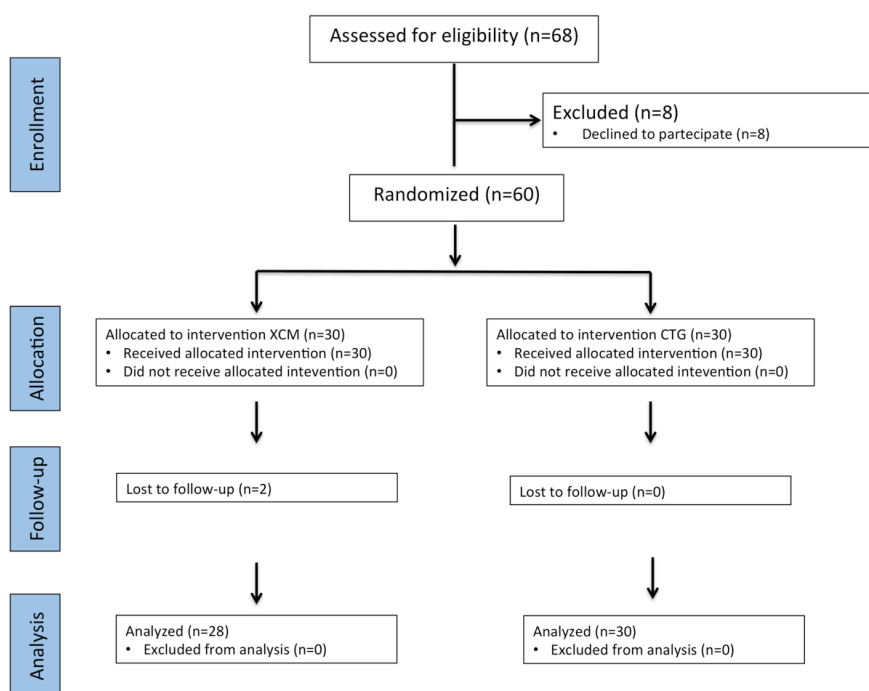 Assessed for eligibility (n=68)
Enrollment
Excluded (n=8)
• Declined to partecipate (n=8)
Randomized (n=60)
Allocation
Allocated to intervention XCM (n=30)
• Received allocated intervention (n=30)
• Did not receive allocated intevention (n=0)
Allocated to intervention CTG (n=30)
• Received allocated intervention (n=30)
• Did not receive allocated intevention (n=0)
Follow-up
Lost to follow-up (n=2)
Lost to follow-up (n=0)
Analysis
Analyzed (n=28)
• Excluded from analysis (n=0)
Analyzed (n=30)
• Excluded from analysis (n=0)